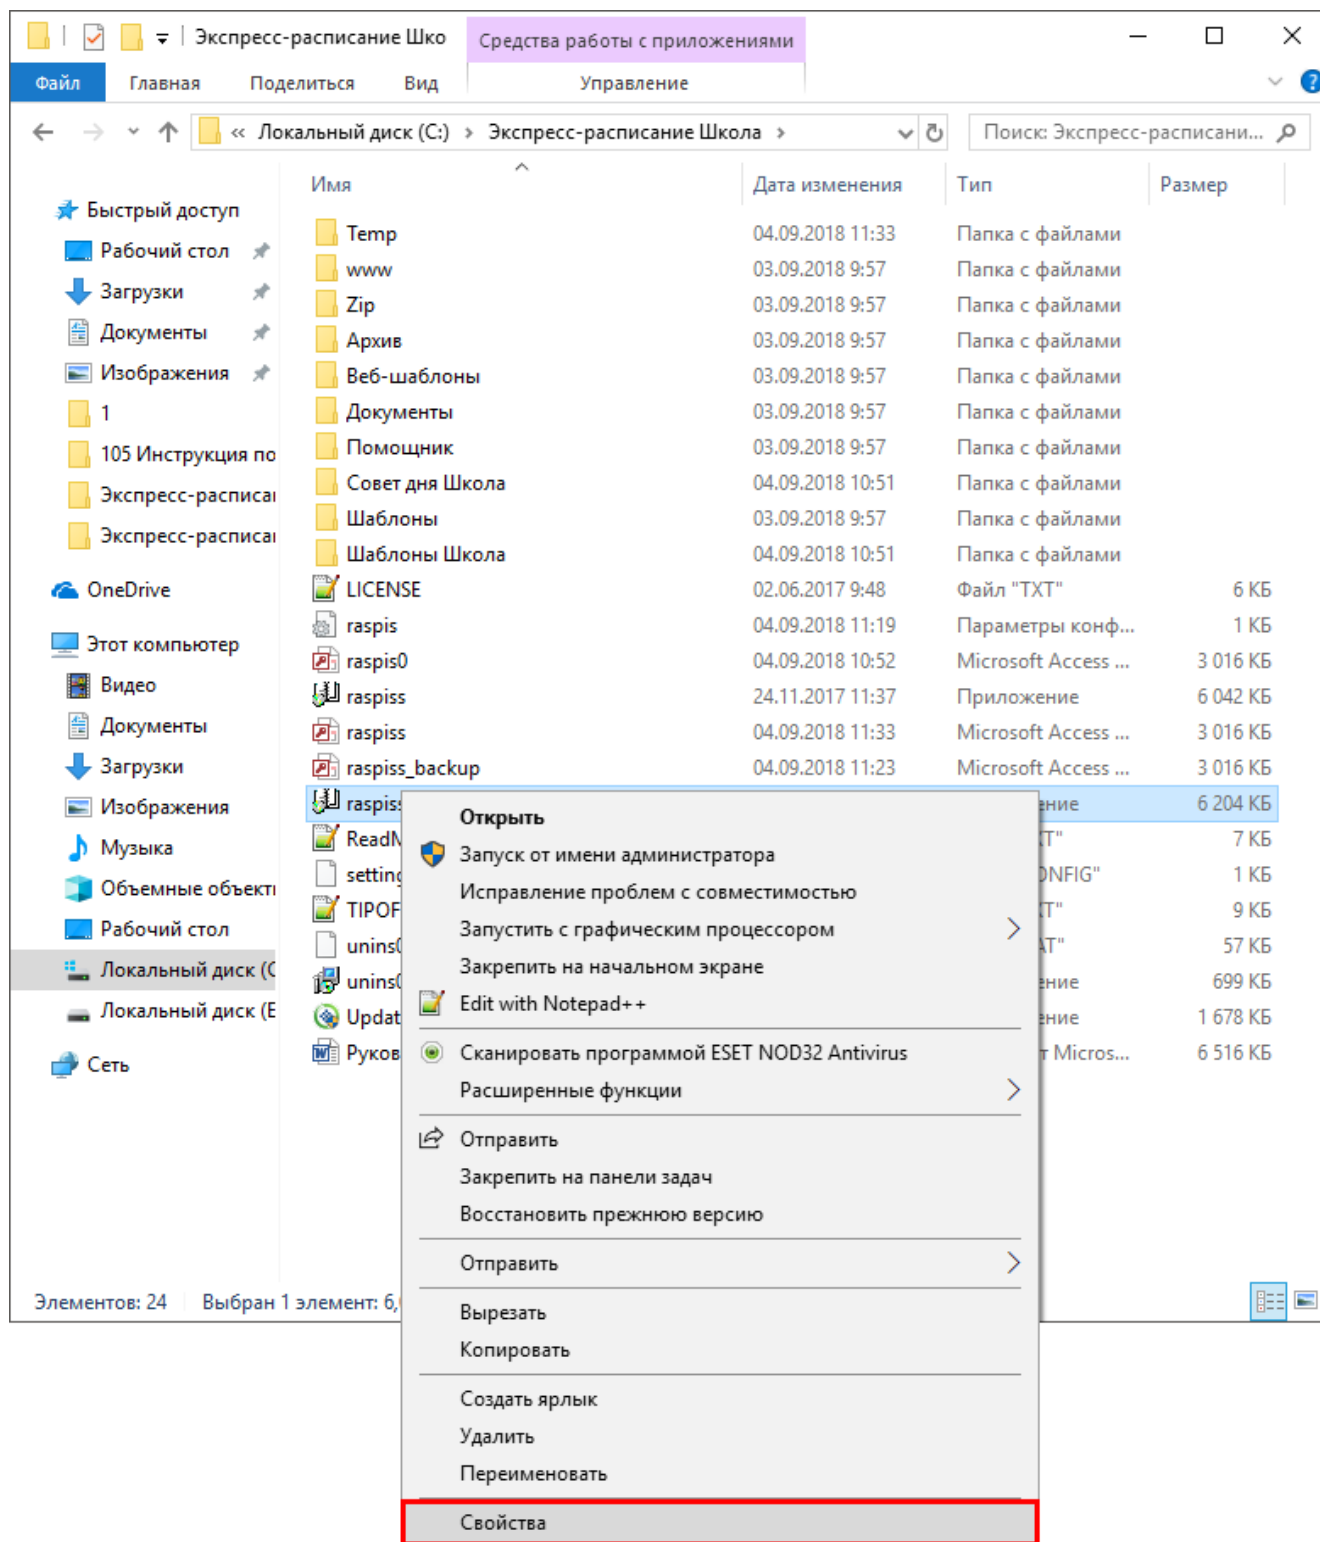 Экспресс-расписание Шко
Средства работы с приложениями
Файл Главная Поделиться Вид Управление
« Локальный диск (C:) › Экспресс-расписание Школа ›
Поиск: Экспресс-расписани...
Имя Дата изменения Тип Размер
Быстрый доступ
Рабочий стол
Загрузки
Документы
Изображения
1
105 Инструкция по
Экспресс-расписа
Экспресс-расписа
OneDrive
Этот компьютер
Видео
Документы
Загрузки
Изображения
Музыка
Объемные объект
Рабочий стол
Локальный диск (C
Локальный диск (E
Сеть
Temp 04.09.2018 11:33 Папка с файлами
www 03.09.2018 9:57 Папка с файлами
Zip 03.09.2018 9:57 Папка с файлами
Архив 03.09.2018 9:57 Папка с файлами
Веб-шаблоны 03.09.2018 9:57 Папка с файлами
Документы 03.09.2018 9:57 Папка с файлами
Помощник 03.09.2018 9:57 Папка с файлами
Совет дня Школа 04.09.2018 10:51 Папка с файлами
Шаблоны 03.09.2018 9:57 Папка с файлами
Шаблоны Школа 04.09.2018 10:51 Папка с файлами
LICENSE 02.06.2017 9:48 Файл "TXT" 6 КБ
raspis 04.09.2018 11:19 Параметры конф... 1 КБ
raspis0 04.09.2018 10:52 Microsoft Access ... 3 016 КБ
raspiss 24.11.2017 11:37 Приложение 6 042 КБ
raspiss 04.09.2018 11:33 Microsoft Access ... 3 016 КБ
raspiss_backup 04.09.2018 11:23 Microsoft Access ... 3 016 КБ
raspiss ение 6 204 КБ
Read T" 7 КБ
setting ONFIG" 1 КБ
TIPOF T" 9 КБ
unins AT" 57 КБ
unins ение 699 КБ
Updat ение 1 678 КБ
Руков т Micros... 6 516 КБ
Открыть
Запуск от имени администратора
Исправление проблем с совместимостью
Запустить с графическим процессором
Закрепить на начальном экране
Edit with Notepad++
Сканировать программой ESET NOD32 Antivirus
Расширенные функции
Отправить
Закрепить на панели задач
Восстановить прежнюю версию
Отправить
Вырезать
Копировать
Создать ярлык
Удалить
Переименовать
Свойства
Элементов: 24 Выбран 1 элемент: 6,